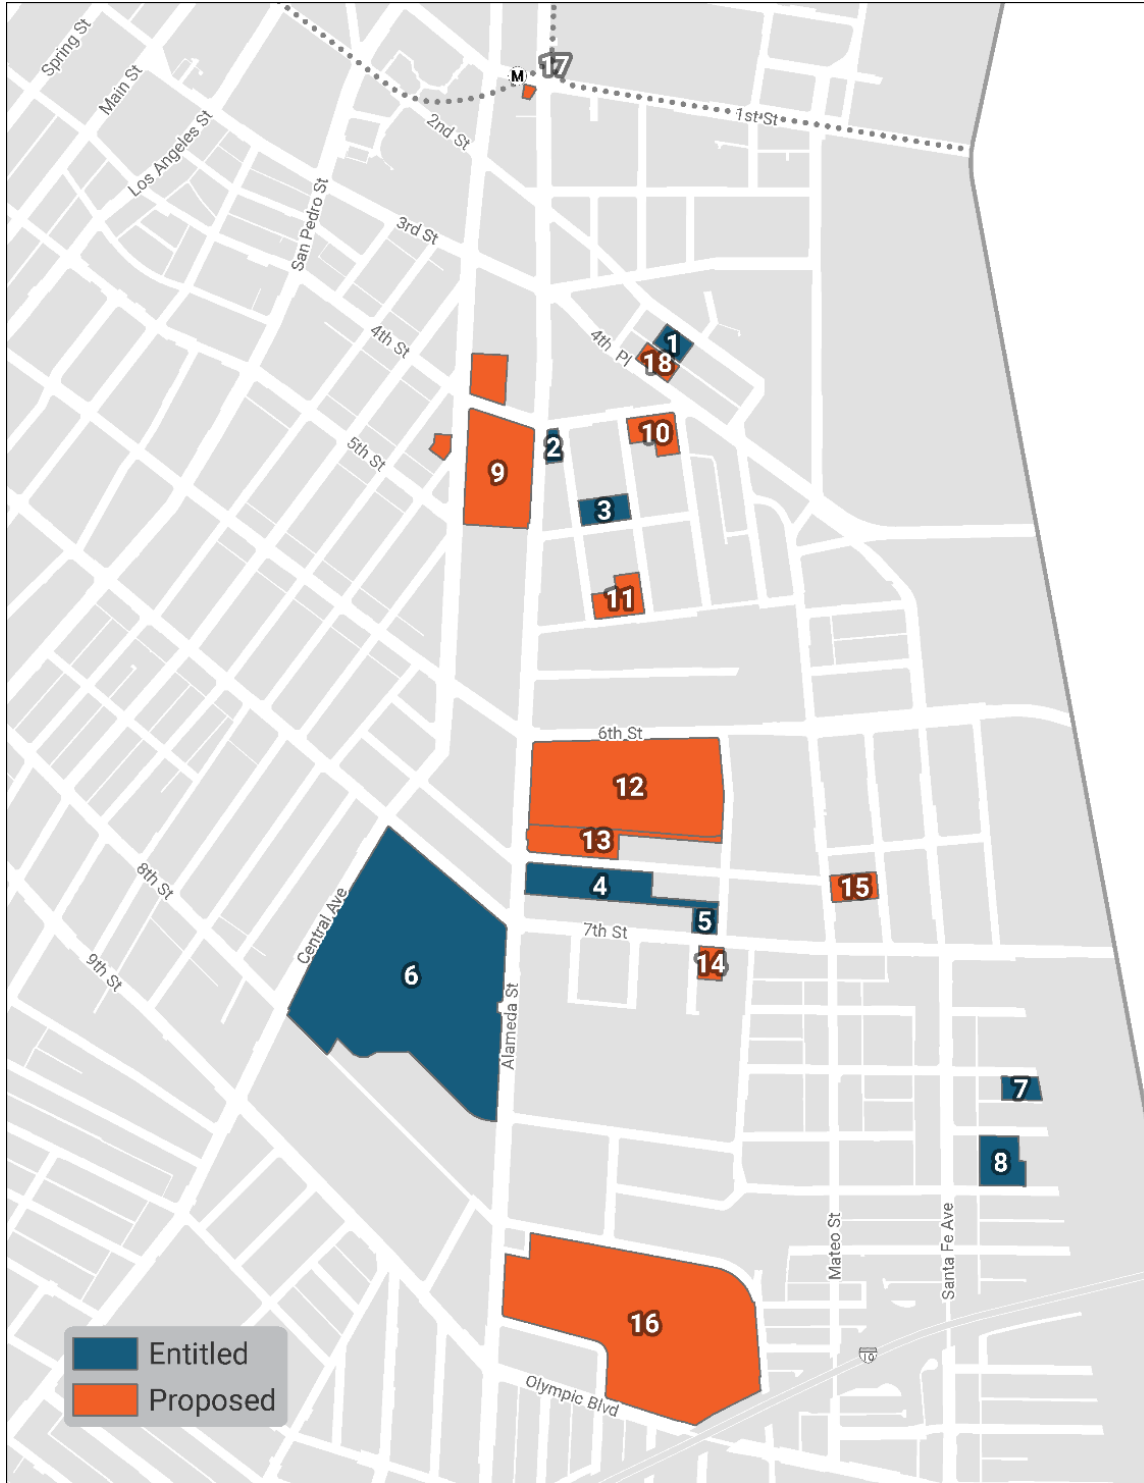 Spring St
Main St
Los Angeles St
M
17
2nd St
1st St
San Pedro St
3rd St
4th St
4th Pl
1
18
5th St
2
10
9
3
11
6th St
12
13
8th St
4
15
Central Ave
5
7th St
9th St
6
14
Alameda St
7
8
Mateo St
Santa Fe Ave
16
10
Entitled
Proposed
Olympic Blvd